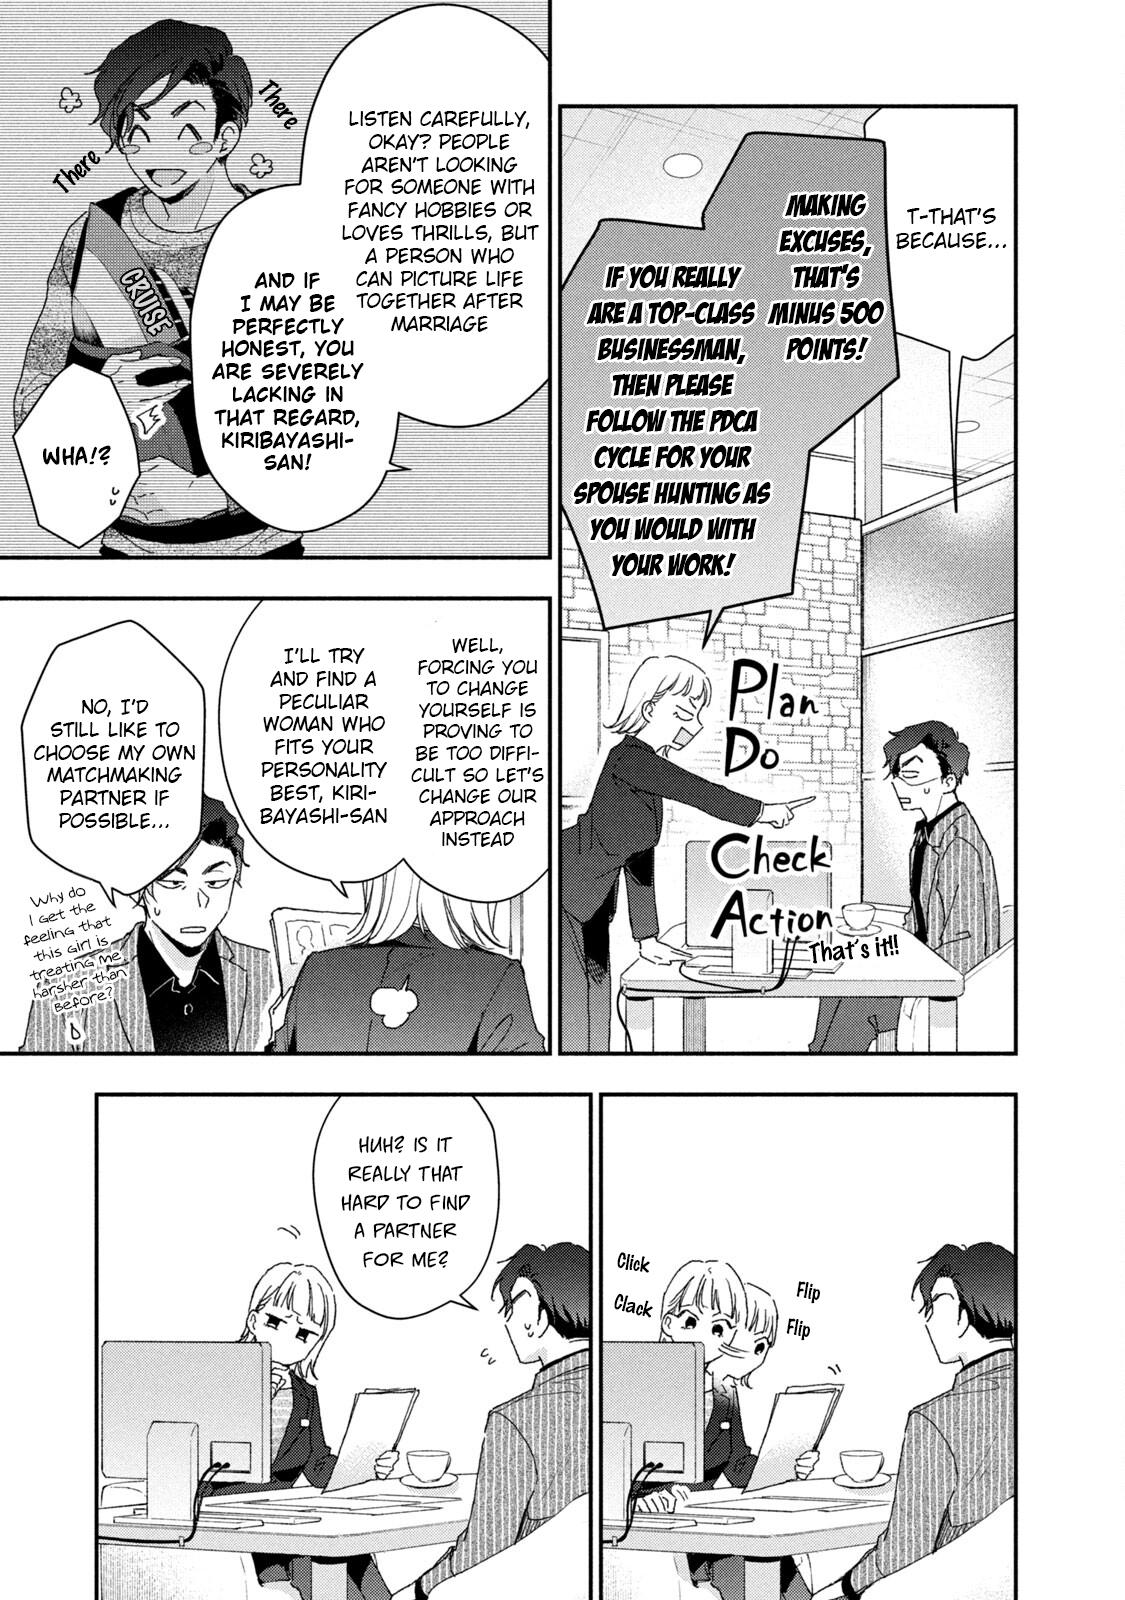 T-THAT'S
BECAUSE...
MAKING
EXCUSES,
THAT'S
MINUS 500
POINTS!
IF YOU REALLY
ARE A TOP-CLASS
BUSINESSMAN,
THEN PLEASE
FOLLOW THE PDCA
CYCLE FOR YOUR
SPOUSE HUNTING AS
YOU WOULD WITH
YOUR WORK!
Plan
Do
Check
Action
That's it!!
LISTEN CAREFULLY,
OKAY? PEOPLE
AREN'T LOOKING
FOR SOMEONE WITH
FANCY HOBBIES OR
LOVES THRILLS, BUT
A PERSON WHO
CAN PICTURE LIFE
TOGETHER AFTER
MARRIAGE
AND IF
I MAY BE
PERFECTLY
HONEST, YOU
ARE SEVERELY
LACKING IN
THAT REGARD,
KIRIBAYASHI-
SAN!
There
There
CRUISE
WHA!?
WELL,
FORCING YOU
TO CHANGE
YOURSELF IS
PROVING TO
BE TOO DIFFI-
CULT SO LET'S
CHANGE OUR
APPROACH
INSTEAD
I'LL TRY
AND FIND A
PECULIAR
WOMAN WHO
FITS YOUR
PERSONALITY
BEST, KIRI-
BAYASHI-SAN
NO, I'D
STILL LIKE TO
CHOOSE MY OWN
MATCHMAKING
PARTNER IF
POSSIBLE...
Why do
I get the
feeling that
this girl is
treating me
harsher than
before?
Click
Clack
Flip
Flip
HUH? IS IT
REALLY THAT
HARD TO FIND
A PARTNER
FOR ME?